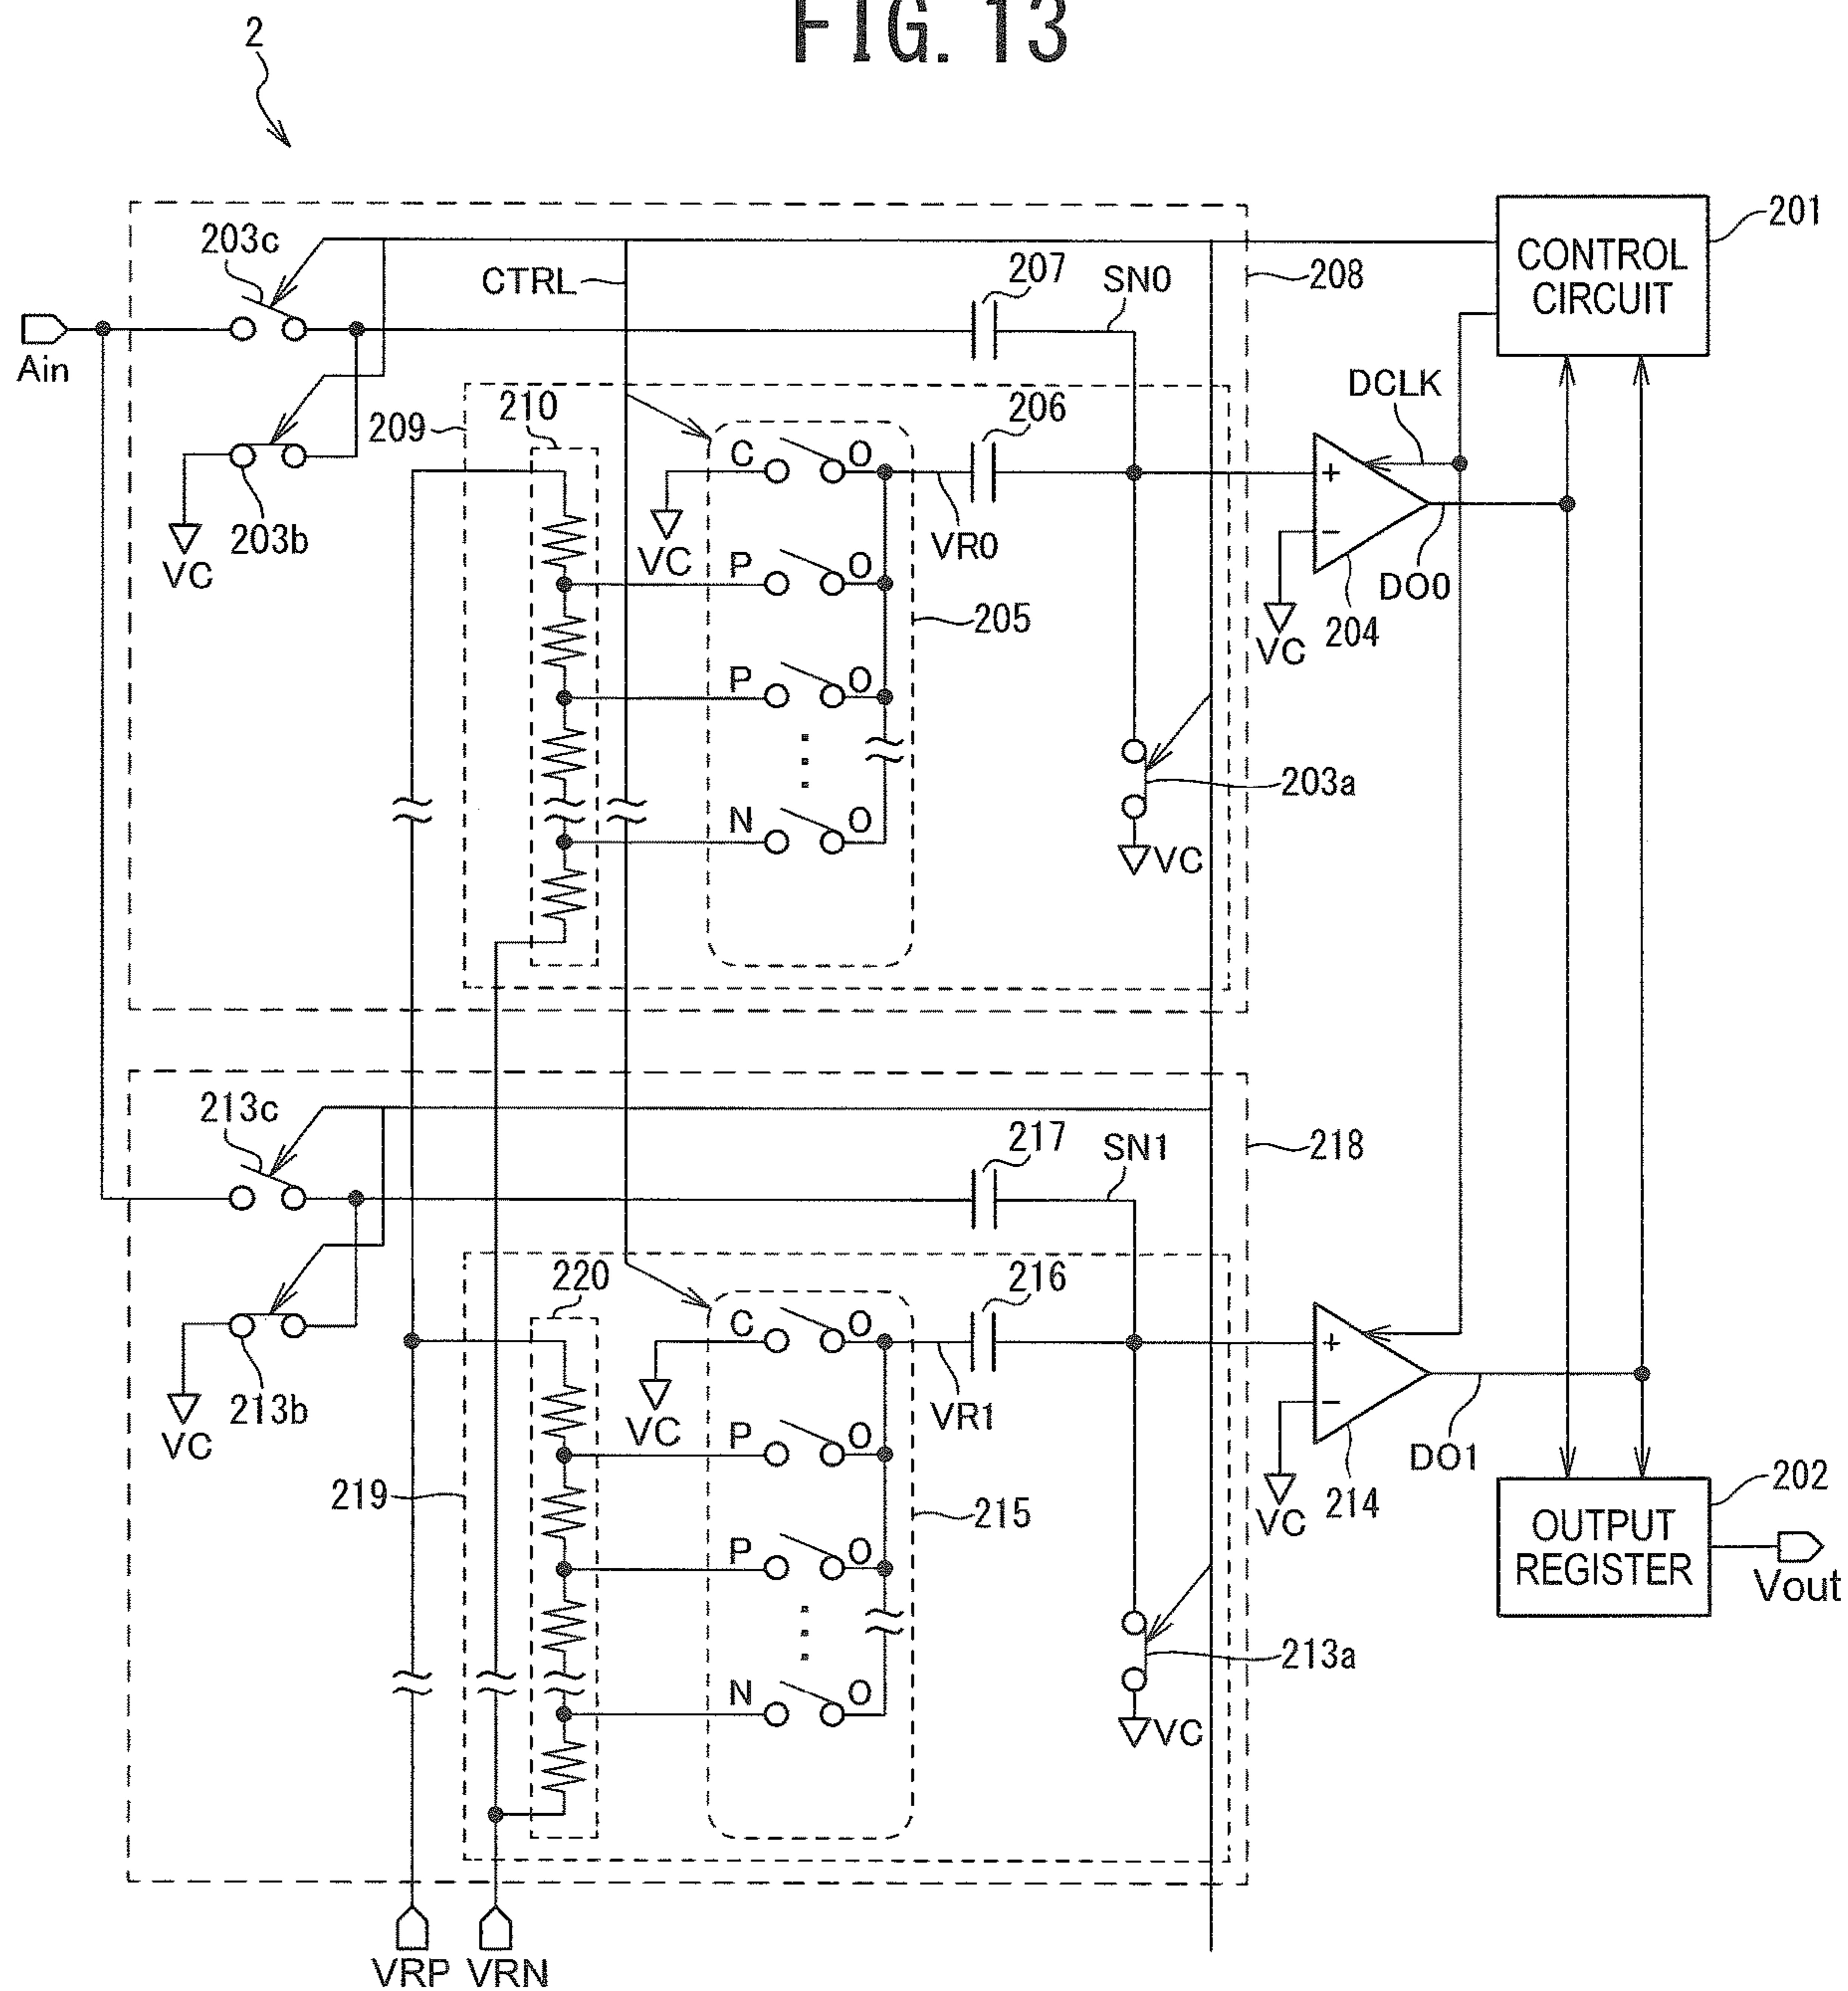 FIG. 13
2
203c
CTRL
207
SN0
208
CONTROL
CIRCUIT
201
Ain
209
210
206
DCLK
203b
VC
C
O
VC
VR0
+
−
DO0
204
VC
P
O
205
P
O
N
O
203a
VC
213c
217
SN1
218
220
216
213b
VC
C
O
VC
VR1
+
−
DO1
214
VC
P
O
219
215
P
O
202
OUTPUT
REGISTER
Vout
N
O
213a
VC
VRP
VRN